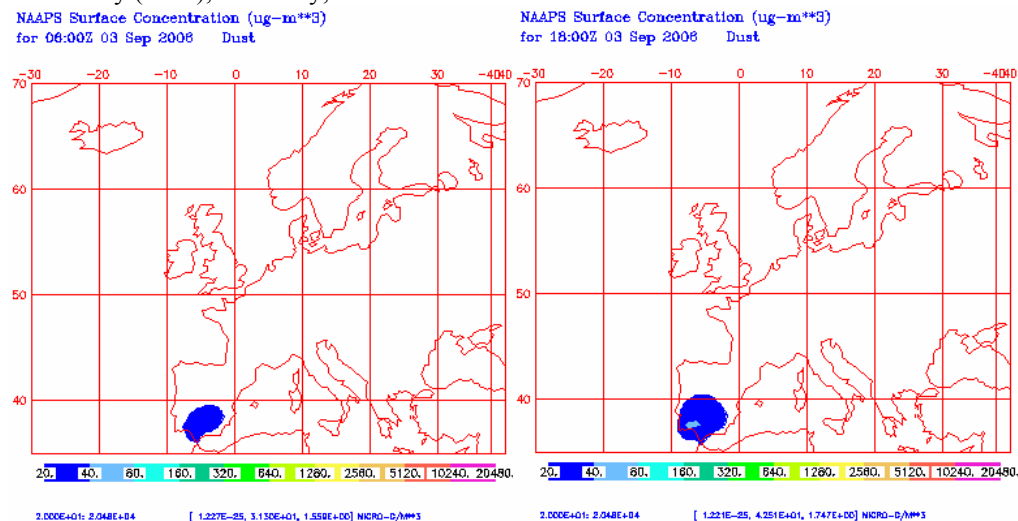 NAAPS Surface Concentration (ug-m**3)
for 06:00Z 03 Sep 2006 Dust
-30 -20 -10 0 10 20 30 -40
70
60
50
40
20. 40. 80. 160. 320. 640. 1280. 2560. 5120. 10240. 20480.
2.000E+01: 2.048E+04 [ 1.227E-25, 3.130E+01, 1.559E+00] MICRO-G/M**3
NAAPS Surface Concentration (ug-m**3)
for 18:00Z 03 Sep 2006 Dust
-30 -20 -10 0 10 20 30 -40
60
50
40
20. 40. 80. 160. 320. 640. 1280. 2560. 5120. 10240. 20480.
2.000E+01: 2.048E+04 [ 1.221E-25, 4.251E+01, 1.747E+00] MICRO-G/M**3